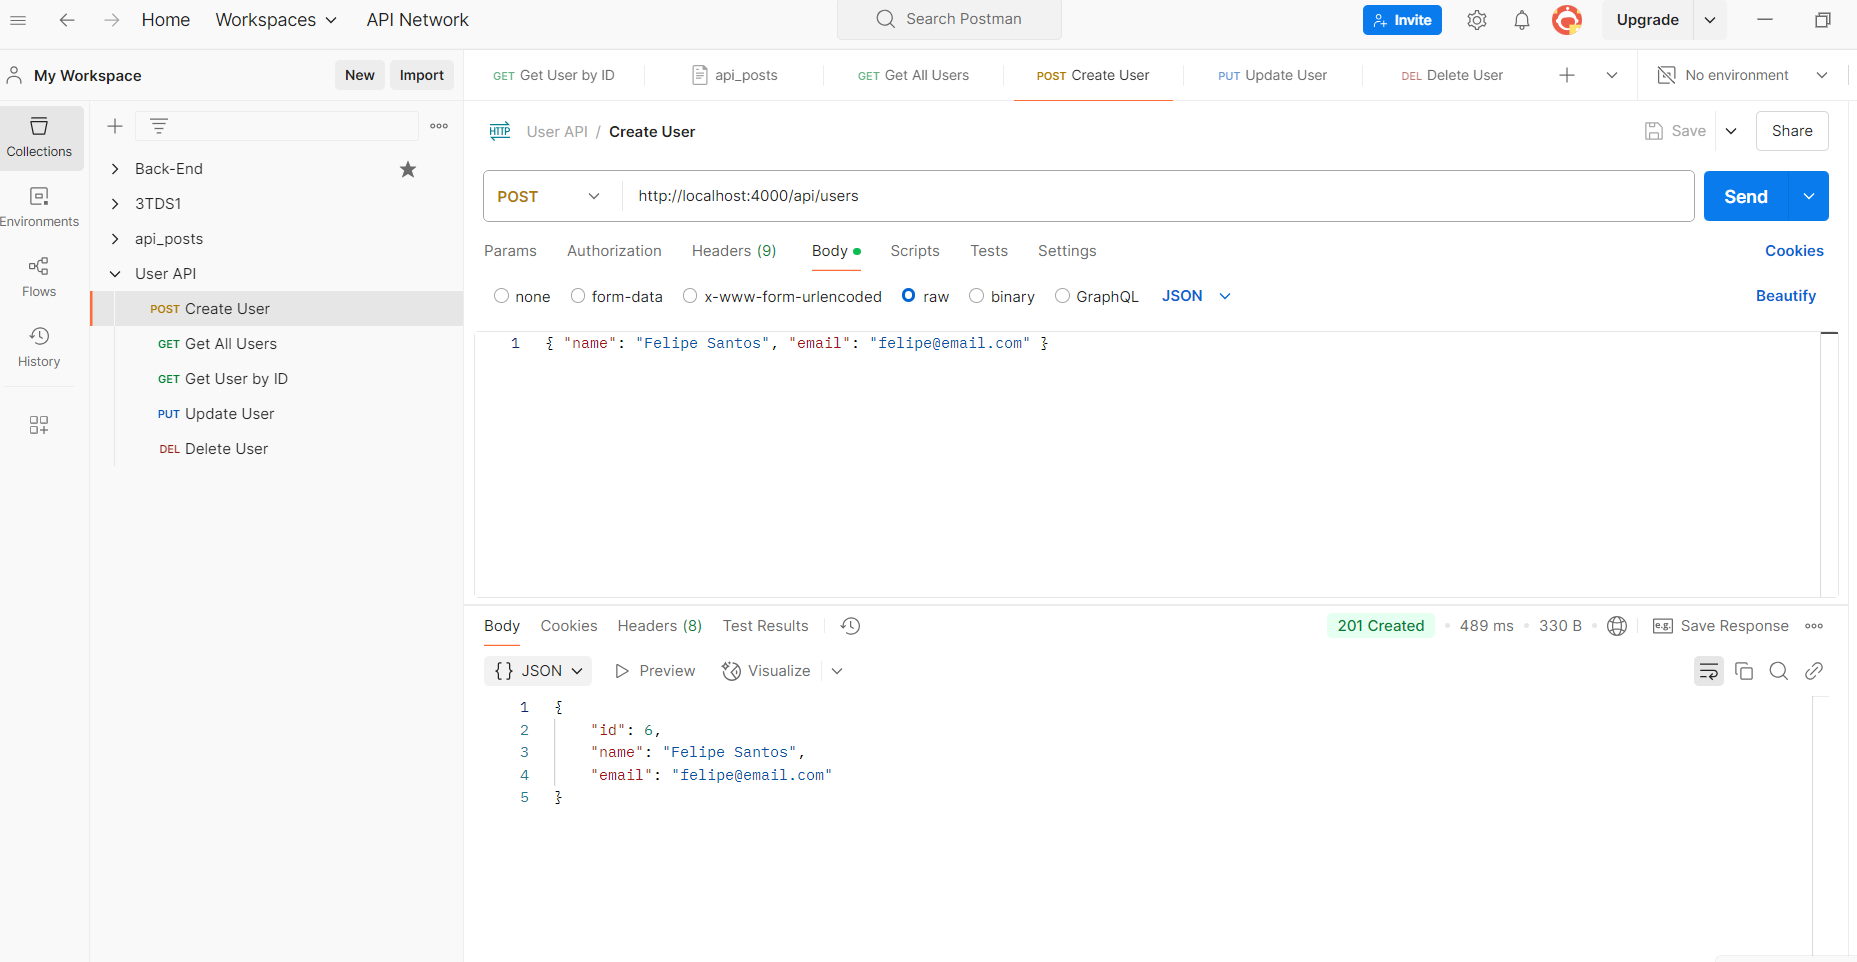 Home Workspaces API Network Search Postman Invite Upgrade
My Workspace New Import
GET Get User by ID api_posts GET Get All Users POST Create User PUT Update User DEL Delete User No environment
Collections
Environments
Flows
History
Back-End
3TDS1
api_posts
User API
POST Create User
GET Get All Users
GET Get User by ID
PUT Update User
DEL Delete User
HTTP User API / Create User Save Share
POST http://localhost:4000/api/users Send
Params Authorization Headers (9) Body Scripts Tests Settings Cookies
none form-data x-www-form-urlencoded raw binary GraphQL JSON Beautify
1 { "name": "Felipe Santos", "email": "felipe@email.com" }
Body Cookies Headers (8) Test Results 201 Created 489 ms 330 B e.g. Save Response
{} JSON Preview Visualize
1 {
2 "id": 6,
3 "name": "Felipe Santos",
4 "email": "felipe@email.com"
5 }